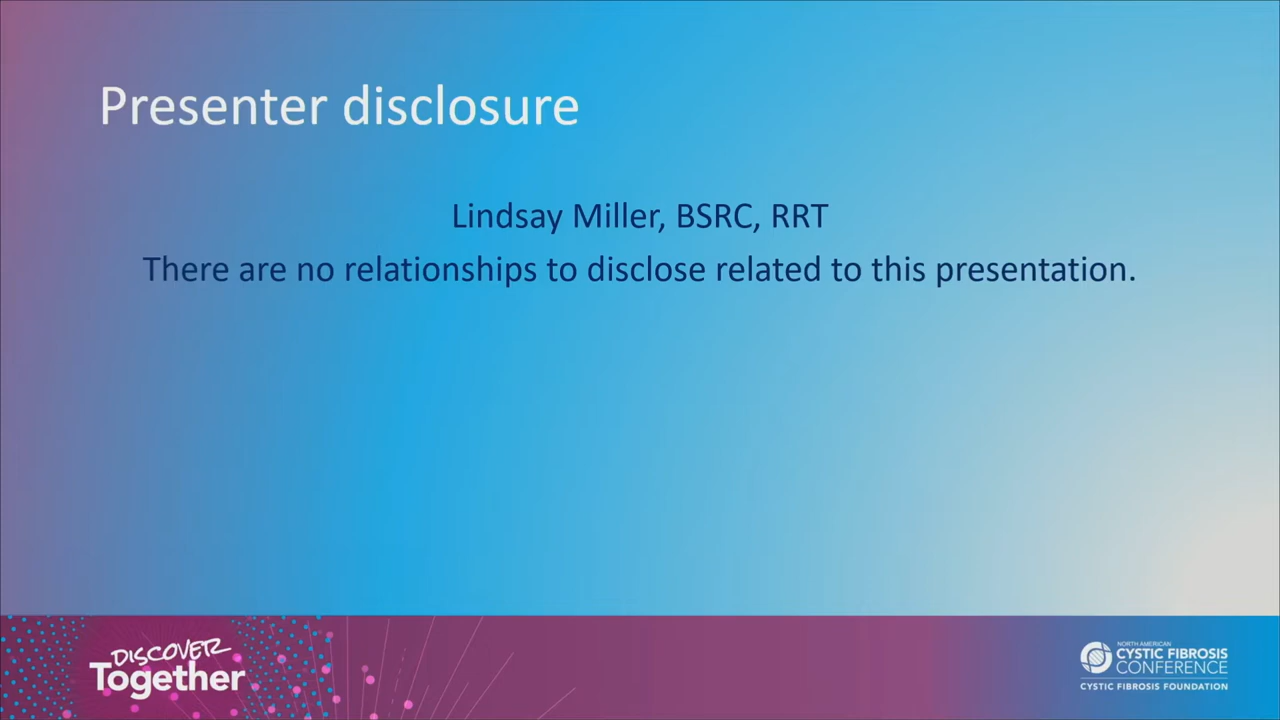 Presenter disclosure
Lindsay Miller, BSRC, RRT
There are no relationships to disclose related to this presentation.
DISCOVER
Together
NORTH AMERICAN
CYSTIC FIBROSIS
CONFERENCE
CYSTIC FIBROSIS FOUNDATION